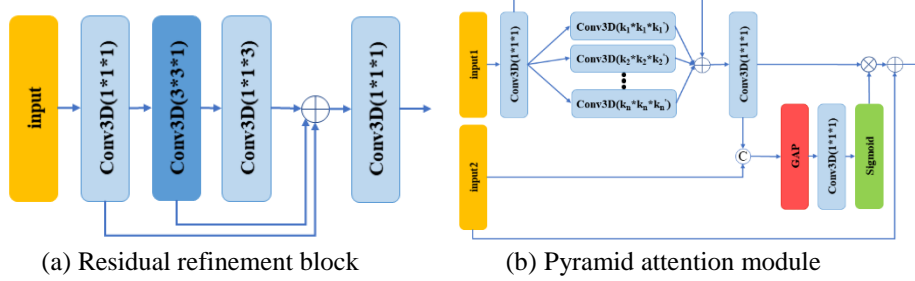 input
Conv3D(1*1*1)
Conv3D(3*3*1)
Conv3D(1*1*3)
Conv3D(1*1*1)
(a) Residual refinement block
input1
input2
Conv3D(1*1*1)
Conv3D(k₁*k₁*k₁')
Conv3D(k₂*k₂*k₂')
Conv3D(kₙ*kₙ*kₙ')
Conv3D(1*1*1)
C
GAP
Conv3D(1*1*1)
Sigmoid
(b) Pyramid attention module